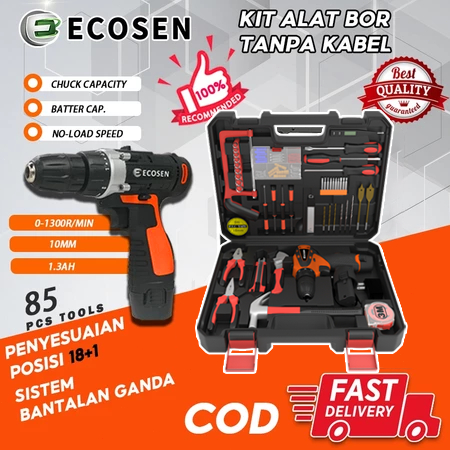 ECOSEN
KIT ALAT BOR
TANPA KABEL
CHUCK CAPACITY
BATTER CAP.
NO-LOAD SPEED
100%
RECOMMENDED
Best
QUALITY
guaranteed
ECOSEN
0-1300R/MIN
10MM
1.3AH
85
PCS TOOLS
PENYESUAIAN
POSISI 18+1
SISTEM
BANTALAN GANDA
COD
FAST
DELIVERY